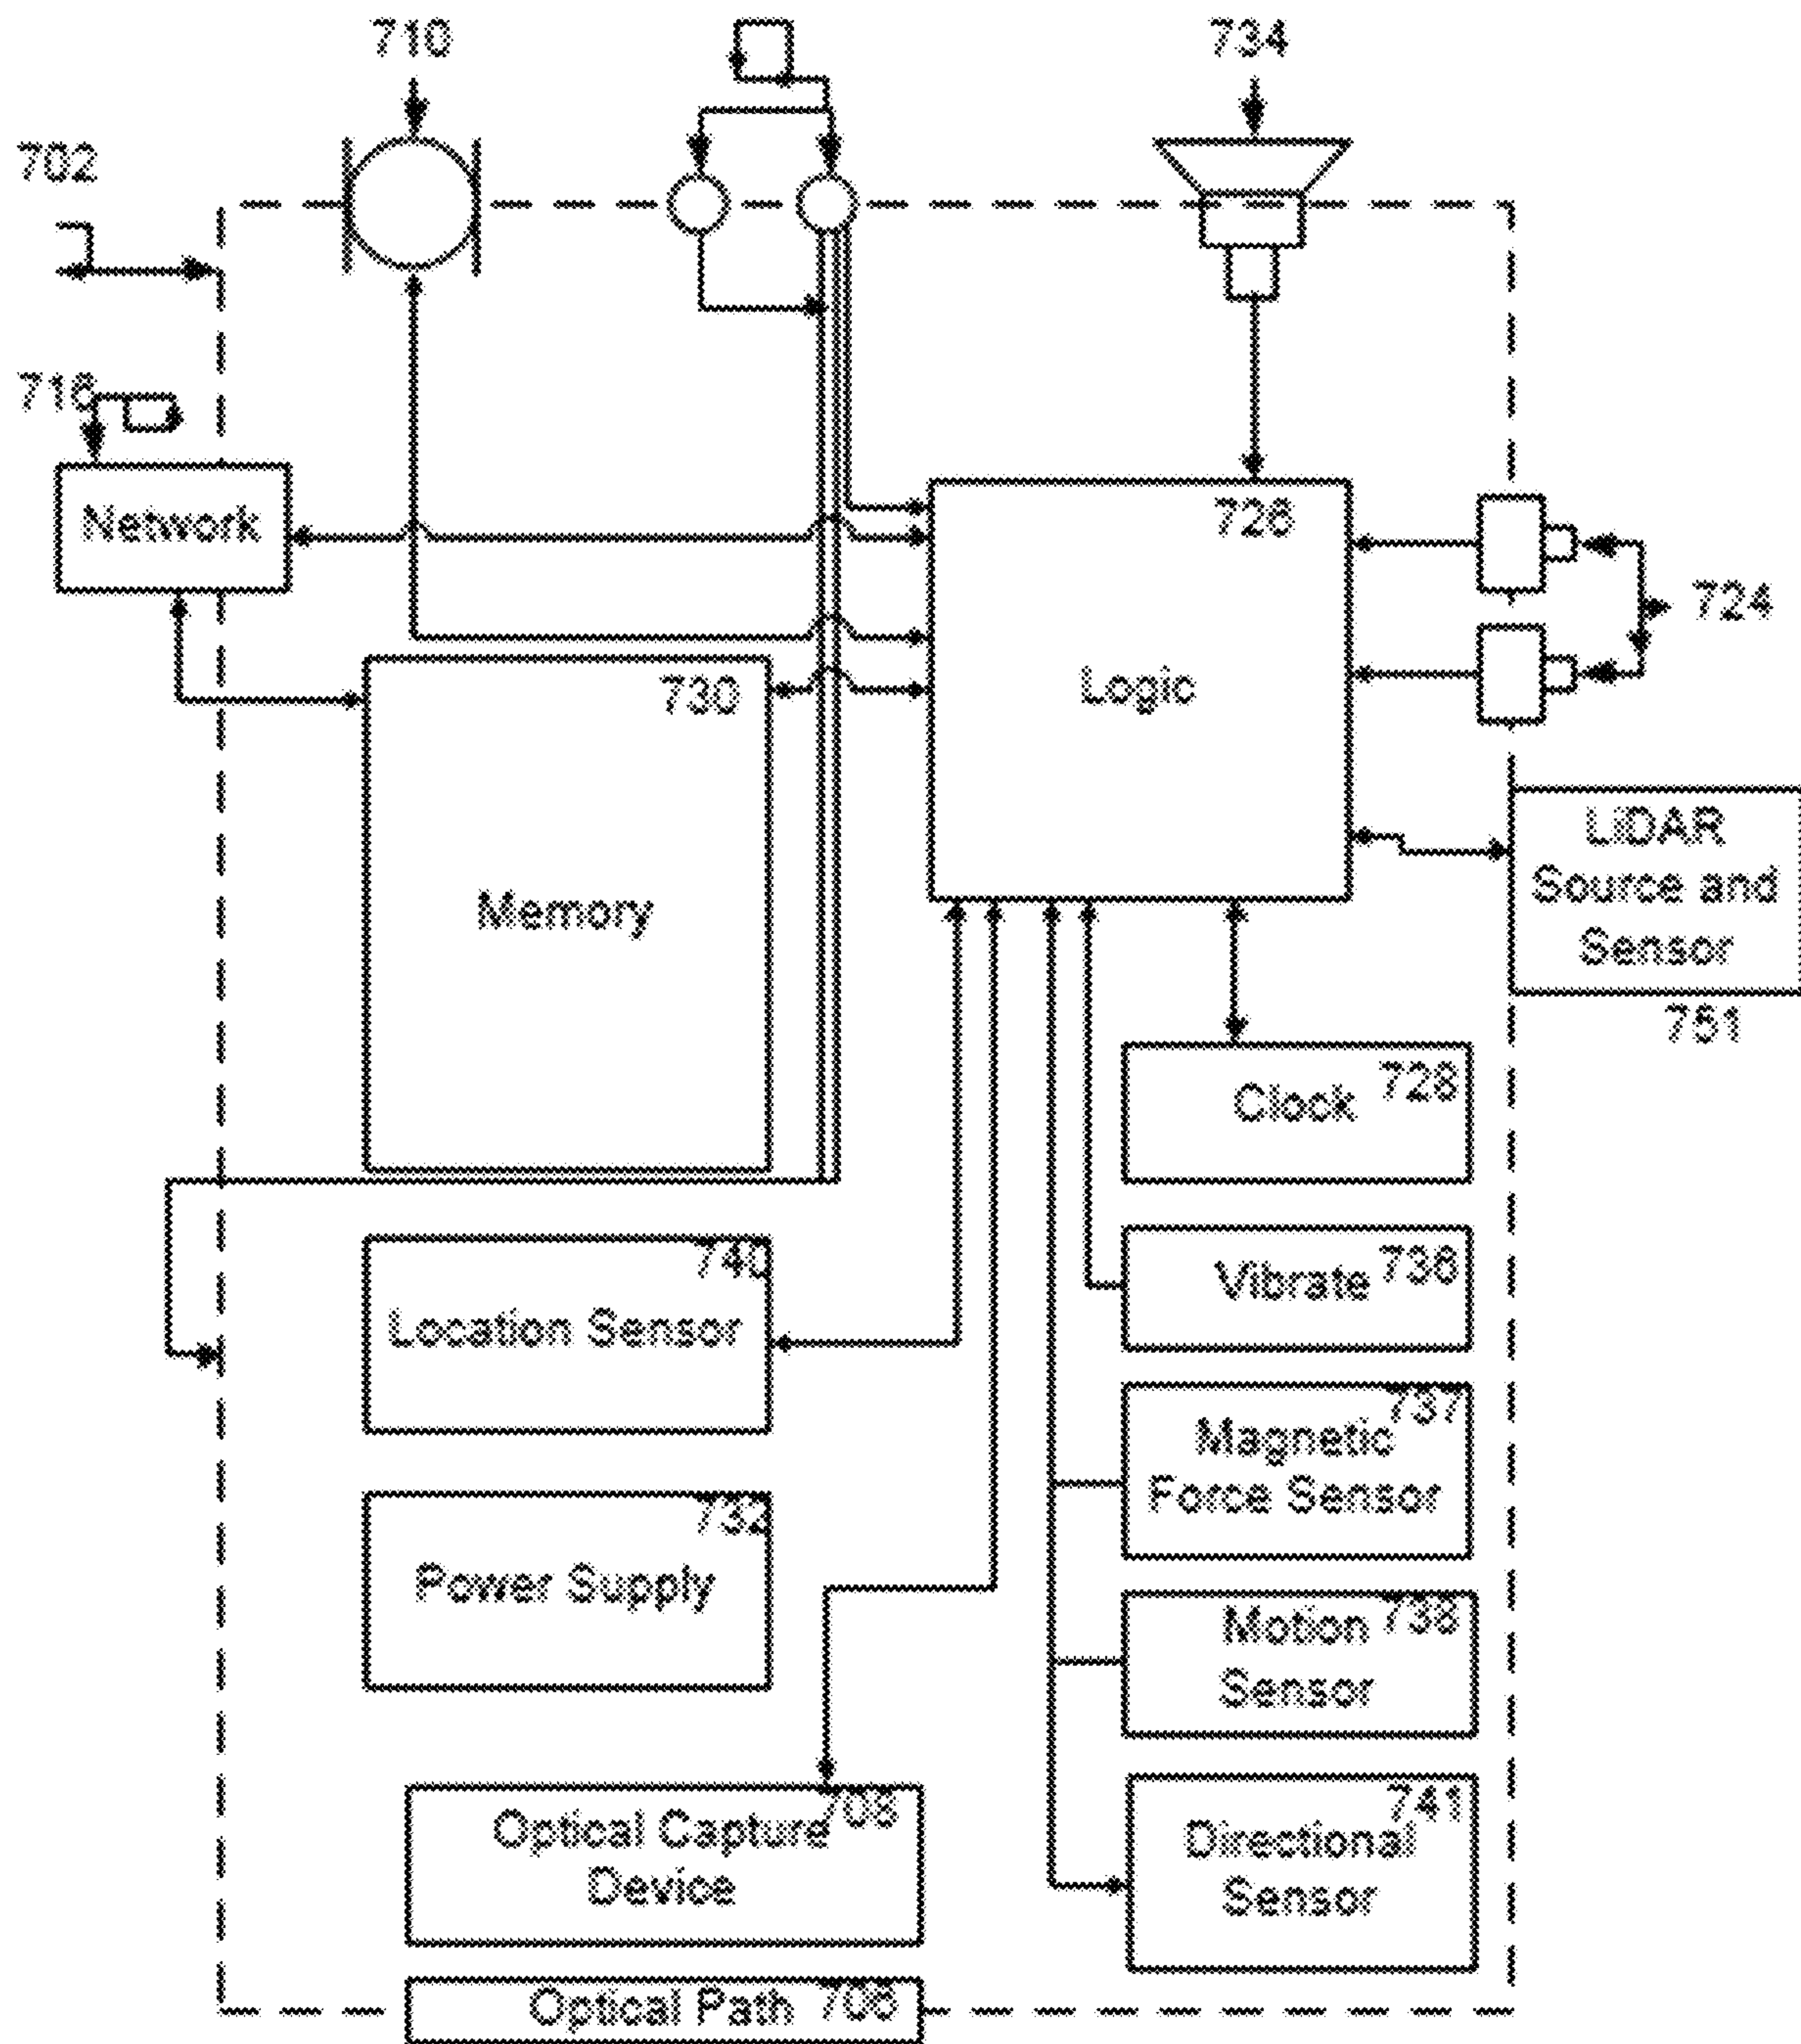 710
734
702
716
Network
726
724
Logic
730
Memory
LiDAR
Source and
Sensor
751
728
Clock
740
Location Sensor
736
Vibrate
737
Magnetic
Force Sensor
732
Power Supply
738
Motion
Sensor
708
Optical Capture
Device
741
Directional
Sensor
Optical Path 706